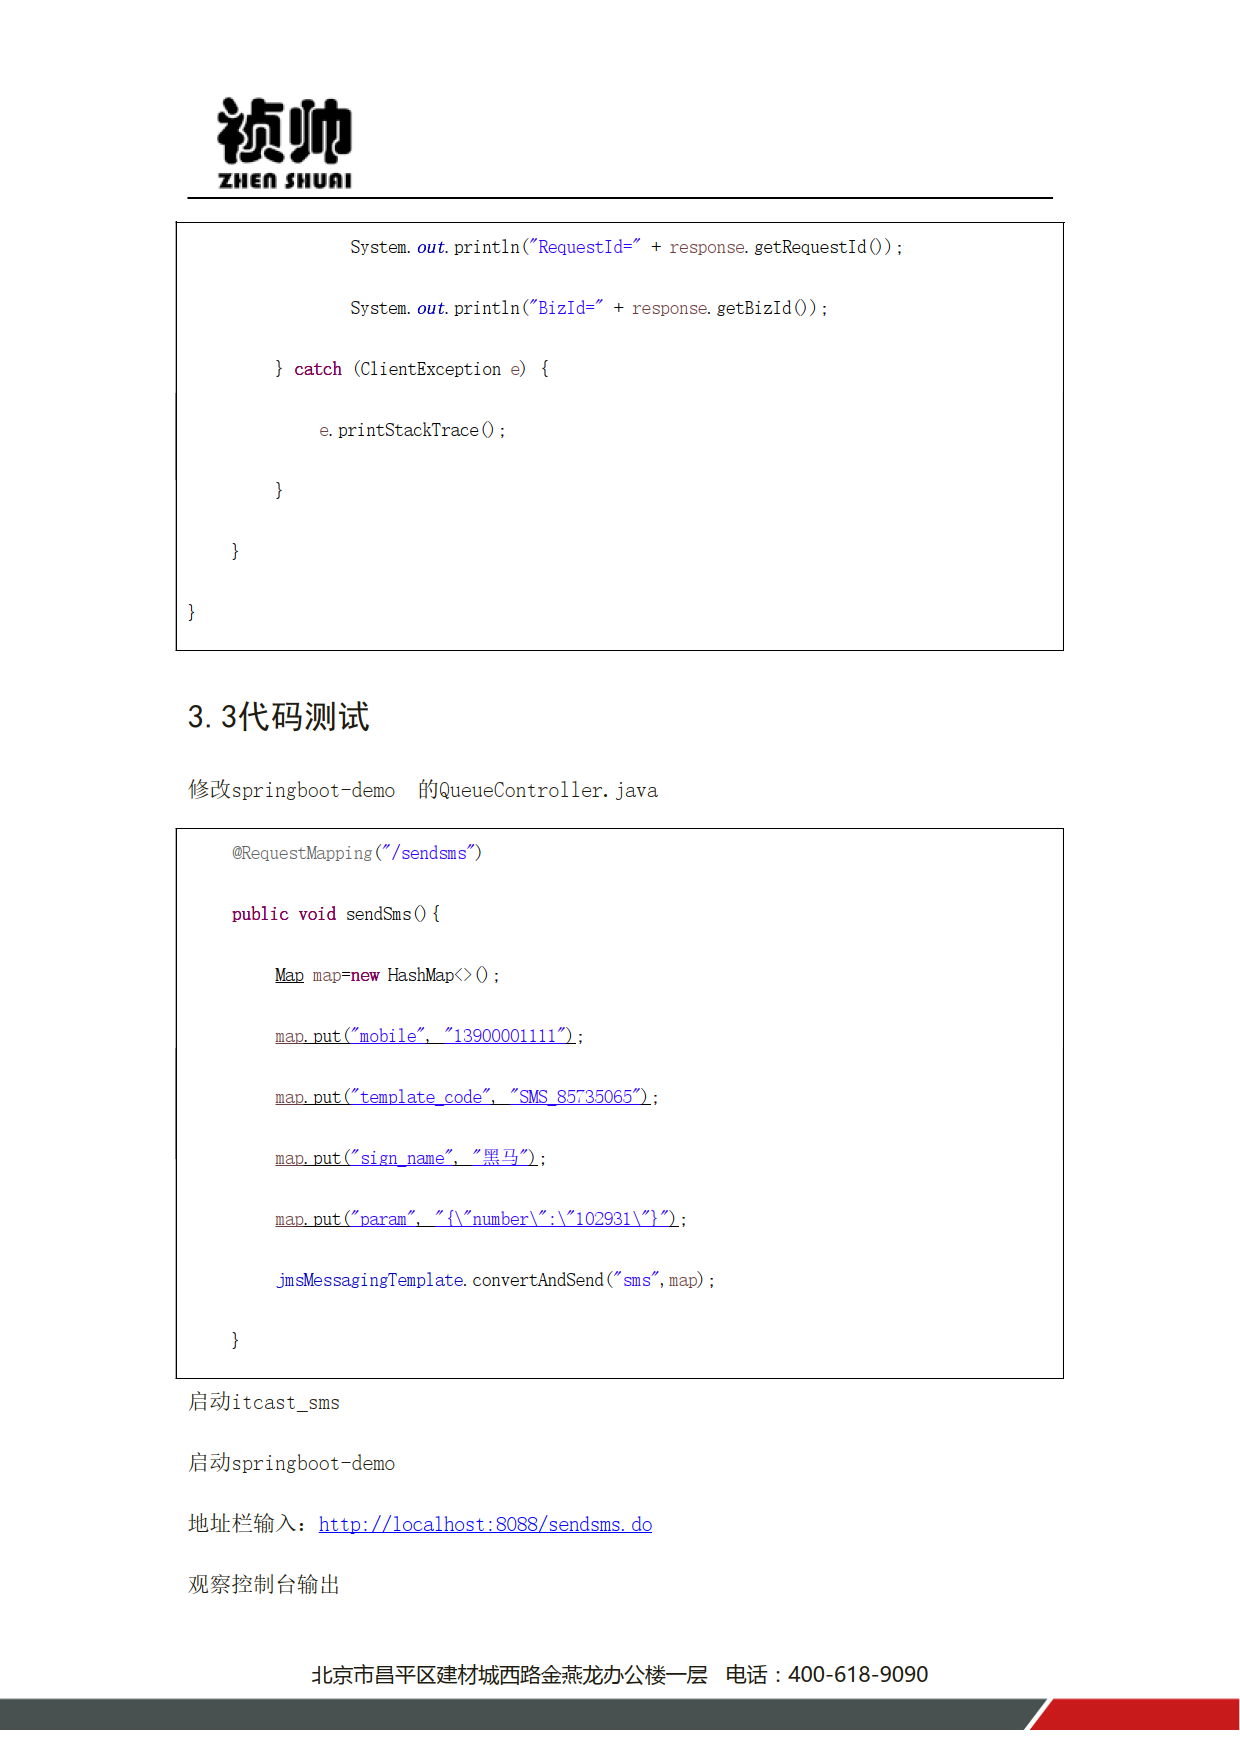 祯帅
ZHEN SHUAI
System.out.println("RequestId=" + response.getRequestId());
System.out.println("BizId=" + response.getBizId());
} catch (ClientException e) {
e.printStackTrace();
}
}
}
3.3代码测试
修改springboot-demo 的QueueController.java
@RequestMapping("/sendsms")
public void sendSms(){
Map map=new HashMap<>();
map.put("mobile", "13900001111");
map.put("template_code", "SMS_85735065");
map.put("sign_name", "黑马");
map.put("param", "{\"number\":\"102931\"}");
jmsMessagingTemplate.convertAndSend("sms",map);
}
启动itcast_sms
启动springboot-demo
地址栏输入：http://localhost:8088/sendsms.do
观察控制台输出
北京市昌平区建材城西路金燕龙办公楼一层 电话：400-618-9090